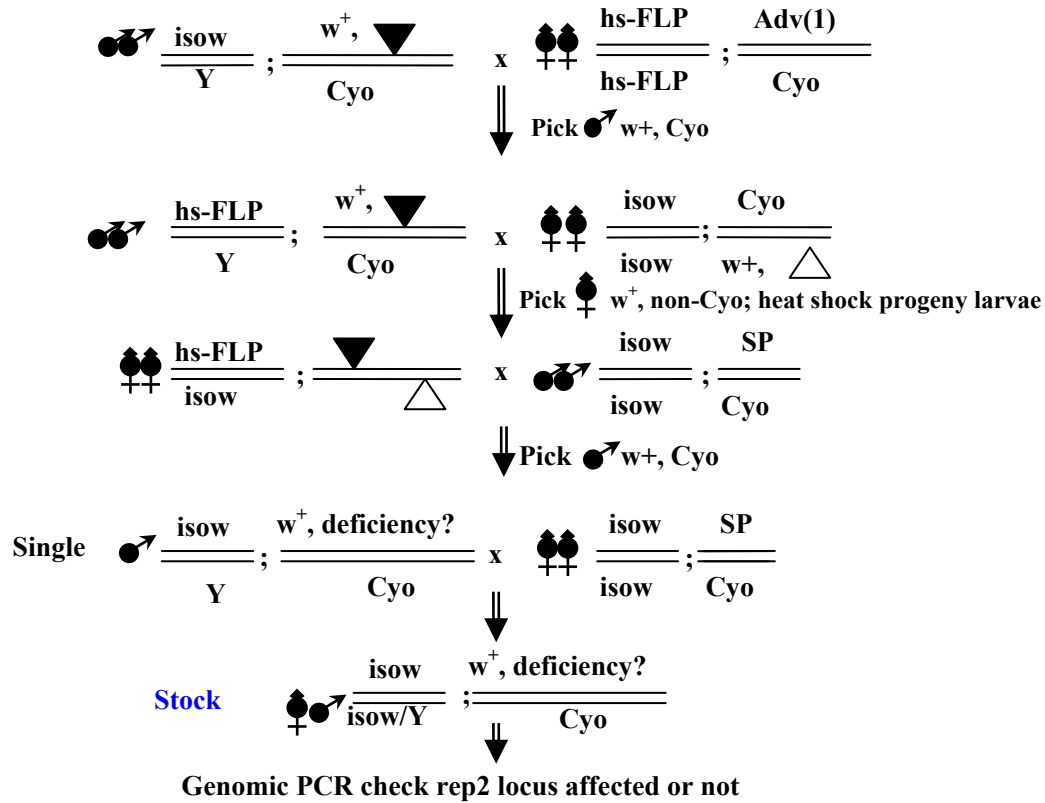 isow w+, hs-FLP Adv(1)
; x ;
Y Cyo hs-FLP Cyo
Pick w+, Cyo
hs-FLP w+, isow Cyo
; x ;
Y Cyo isow w+,
Pick w+, non-Cyo; heat shock progeny larvae
hs-FLP isow SP
; x ;
isow isow Cyo
Pick w+, Cyo
isow w+, deficiency? isow SP
Single ; x ;
Y Cyo isow Cyo
isow w+, deficiency?
Stock ;
isow/Y Cyo
Genomic PCR check rep2 locus affected or not